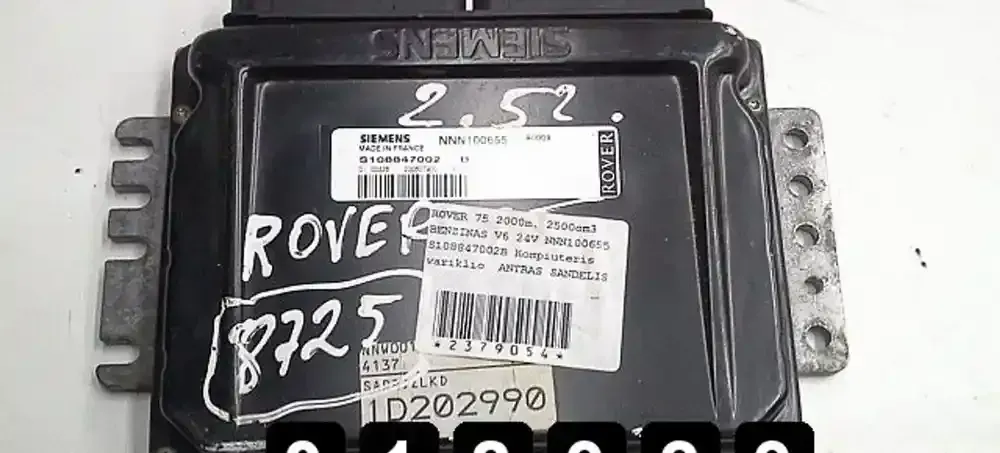 SIEMENS
2.5².
SIEMENS NNN100655
MADE IN FRANCE
S108847002 B
ROVER
ROVER
ROVER 75 2000m. 2500cm3
BENZINAS V6 24V NNN100655
S108847002B Kompiuteris
variklio ANTRAS SANDELIS
*2379054*
8725
NNW001
4137
1D202990